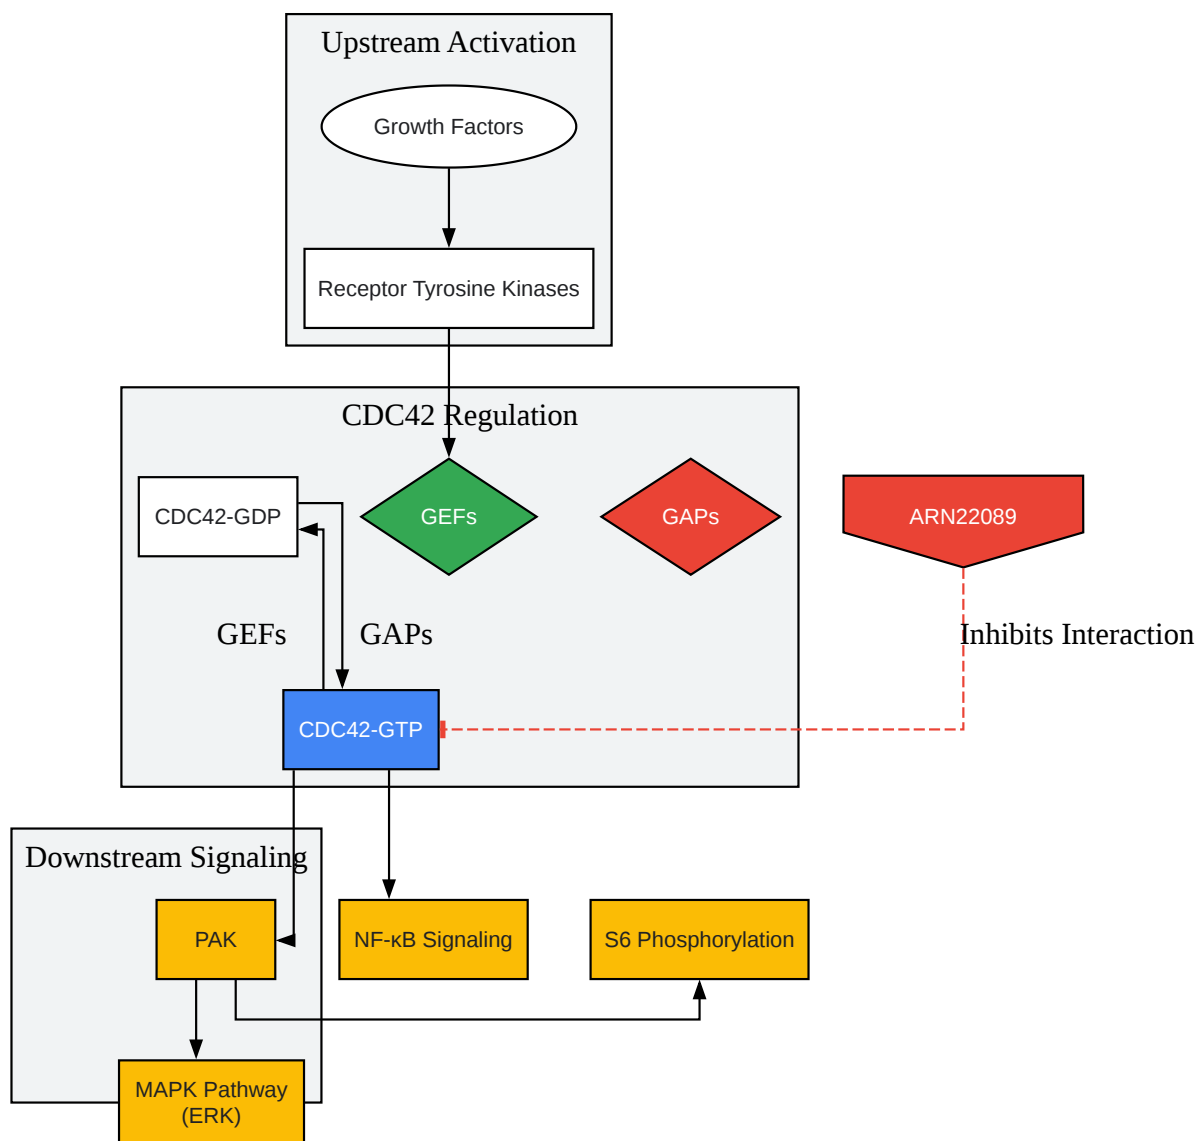 Upstream Activation
Growth Factors
Receptor Tyrosine Kinases
CDC42 Regulation
CDC42-GDP
GEFs
GAPs
ARN22089
GEFs
GAPs
Inhibits Interaction
CDC42-GTP
Downstream Signaling
PAK
NF-κB Signaling
S6 Phosphorylation
MAPK Pathway
(ERK)